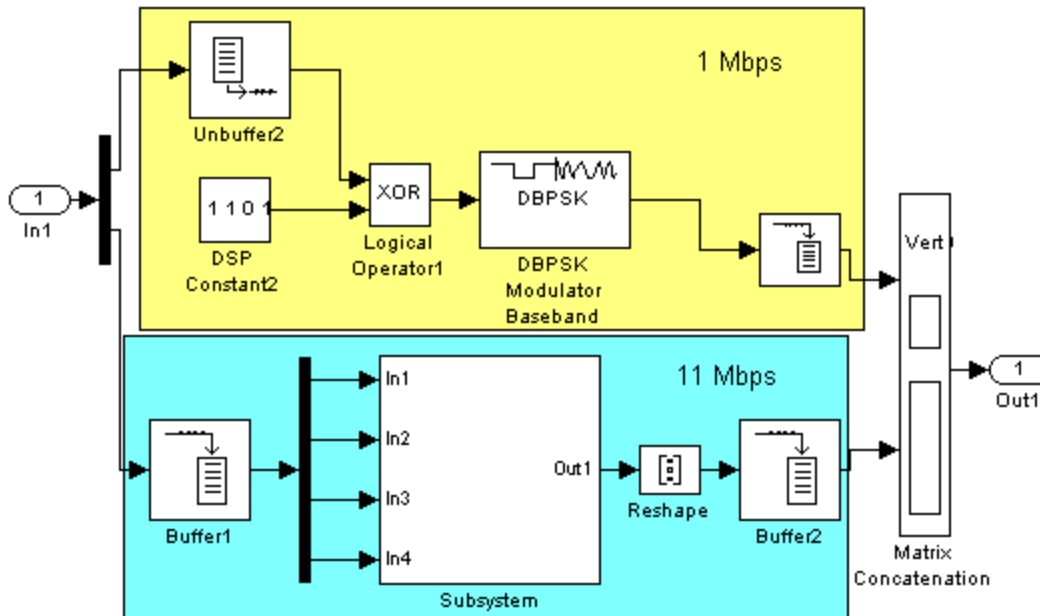 1 Mbps
Unbuffer2
1
In1
1 1 0 1
DSP
Constant2
XOR
Logical
Operator1
DBPSK
DBPSK
Modulator
Baseband
Vert
11 Mbps
In1
In2
In3
In4
Out1
Subsystem
Buffer1
Reshape
Buffer2
Matrix
Concatenation
1
Out1